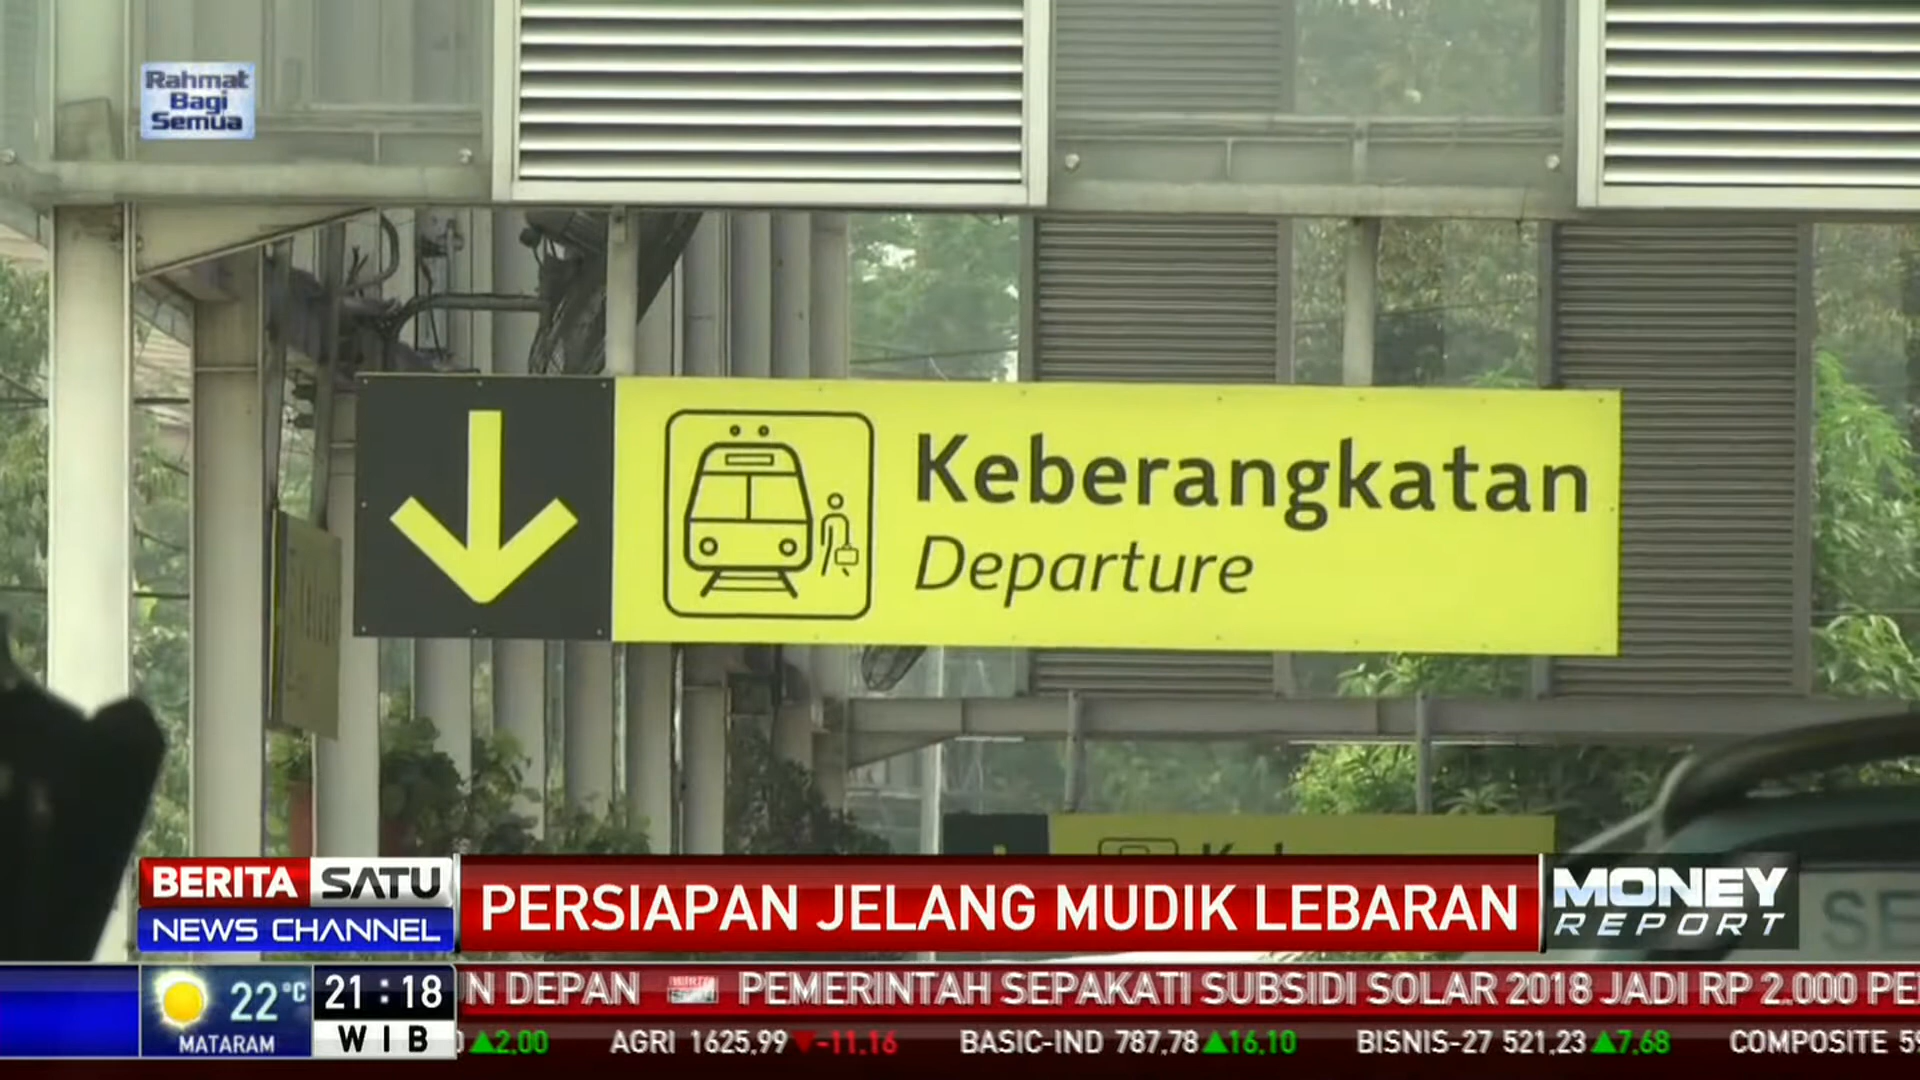 Rahmat
Bagi
Semua
Keberangkatan
Departure
BERITA SATU
NEWS CHANNEL
PERSIAPAN JELANG MUDIK LEBARAN
MONEY
REPORT
22°C
MATARAM
21:18
WIB
N DEPAN PEMERINTAH SEPAKATI SUBSIDI SOLAR 2018 JADI RP 2.000 PE
▲2,00 AGRI 1625,99 ▼-11,16 BASIC-IND 787,78 ▲16,10 BISNIS-27 521,23 ▲7,68 COMPOSITE 59